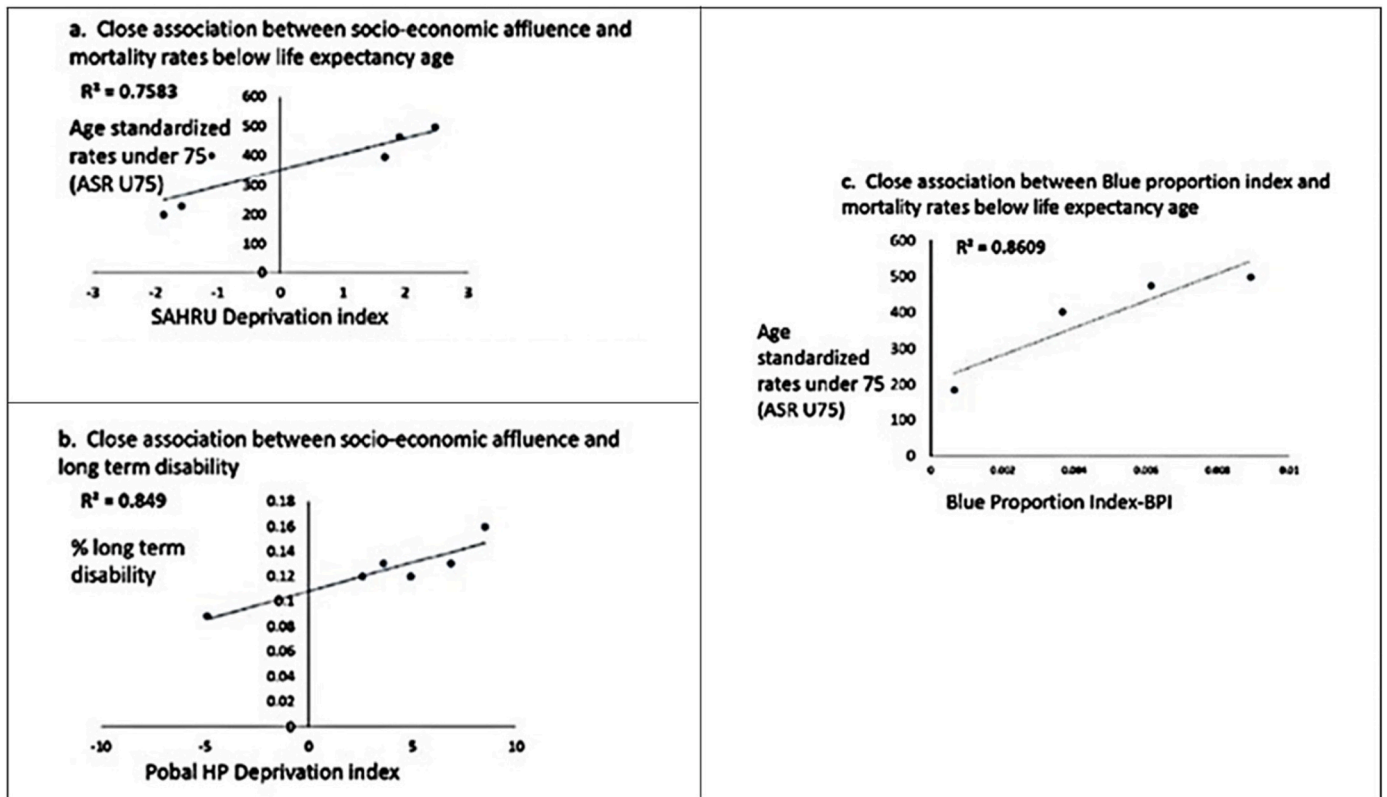 a. Close association between socio-economic affluence and
mortality rates below life expectancy age
R² = 0.7583
Age standardized
rates under 75
(ASR U75)
600
500
400
300
200
100
0
-3 -2 -1 0 1 2 3
SAHRU Deprivation index
b. Close association between socio-economic affluence and
long term disability
R² = 0.849
% long term
disability
0.18
0.16
0.14
0.12
0.1
0.08
0.06
0.04
0.02
0
-10 -5 0 5 10
Pobal HP Deprivation index
c. Close association between Blue proportion index and
mortality rates below life expectancy age
R² = 0.8609
Age
standardized
rates under 75
(ASR U75)
600
500
400
300
200
100
0
0 0.002 0.004 0.006 0.008 0.01
Blue Proportion Index-BPI